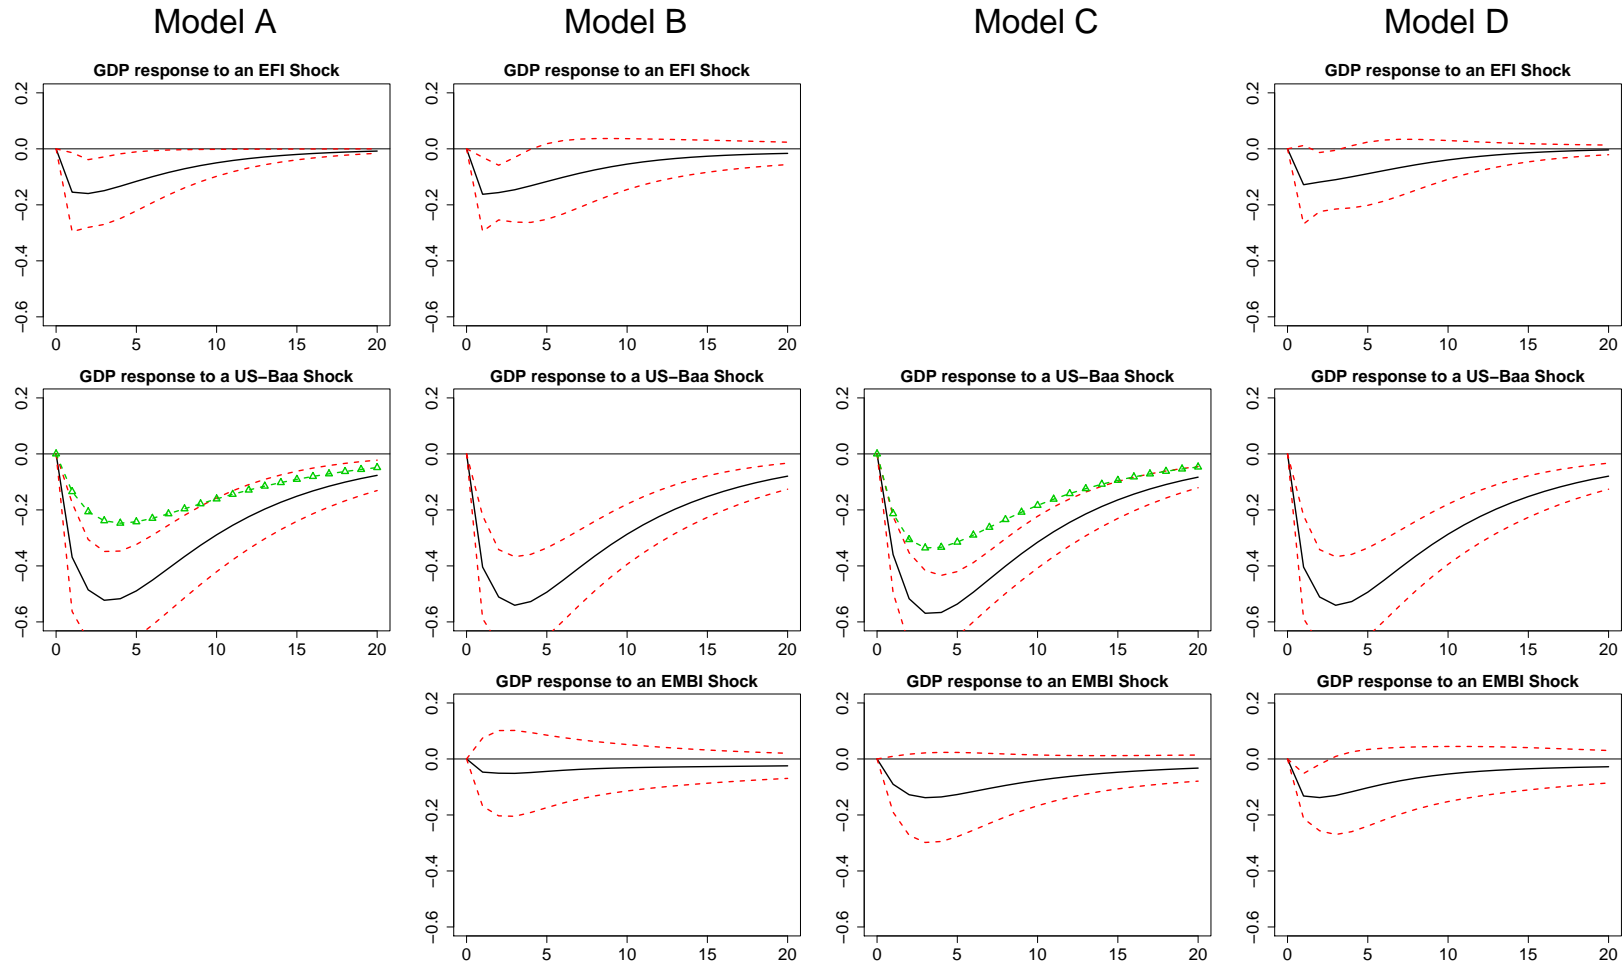 Model A Model B Model C Model D
GDP response to an EFI Shock GDP response to an EFI Shock GDP response to an EFI Shock
0.2 0.2 0.2
0.0 0.0 0.0
−0.2 −0.2 −0.2
−0.4 −0.4 −0.4
−0.6 −0.6 −0.6
0 5 10 15 20 0 5 10 15 20 0 5 10 15 20
GDP response to a US−Baa Shock GDP response to a US−Baa Shock GDP response to a US−Baa Shock GDP response to a US−Baa Shock
0.2 0.2 0.2 0.2
0.0 0.0 0.0 0.0
−0.2 −0.2 −0.2 −0.2
−0.4 −0.4 −0.4 −0.4
−0.6 −0.6 −0.6 −0.6
0 5 10 15 20 0 5 10 15 20 0 5 10 15 20 0 5 10 15 20
GDP response to an EMBI Shock GDP response to an EMBI Shock GDP response to an EMBI Shock
0.2 0.2 0.2
0.0 0.0 0.0
−0.2 −0.2 −0.2
−0.4 −0.4 −0.4
−0.6 −0.6 −0.6
0 5 10 15 20 0 5 10 15 20 0 5 10 15 20